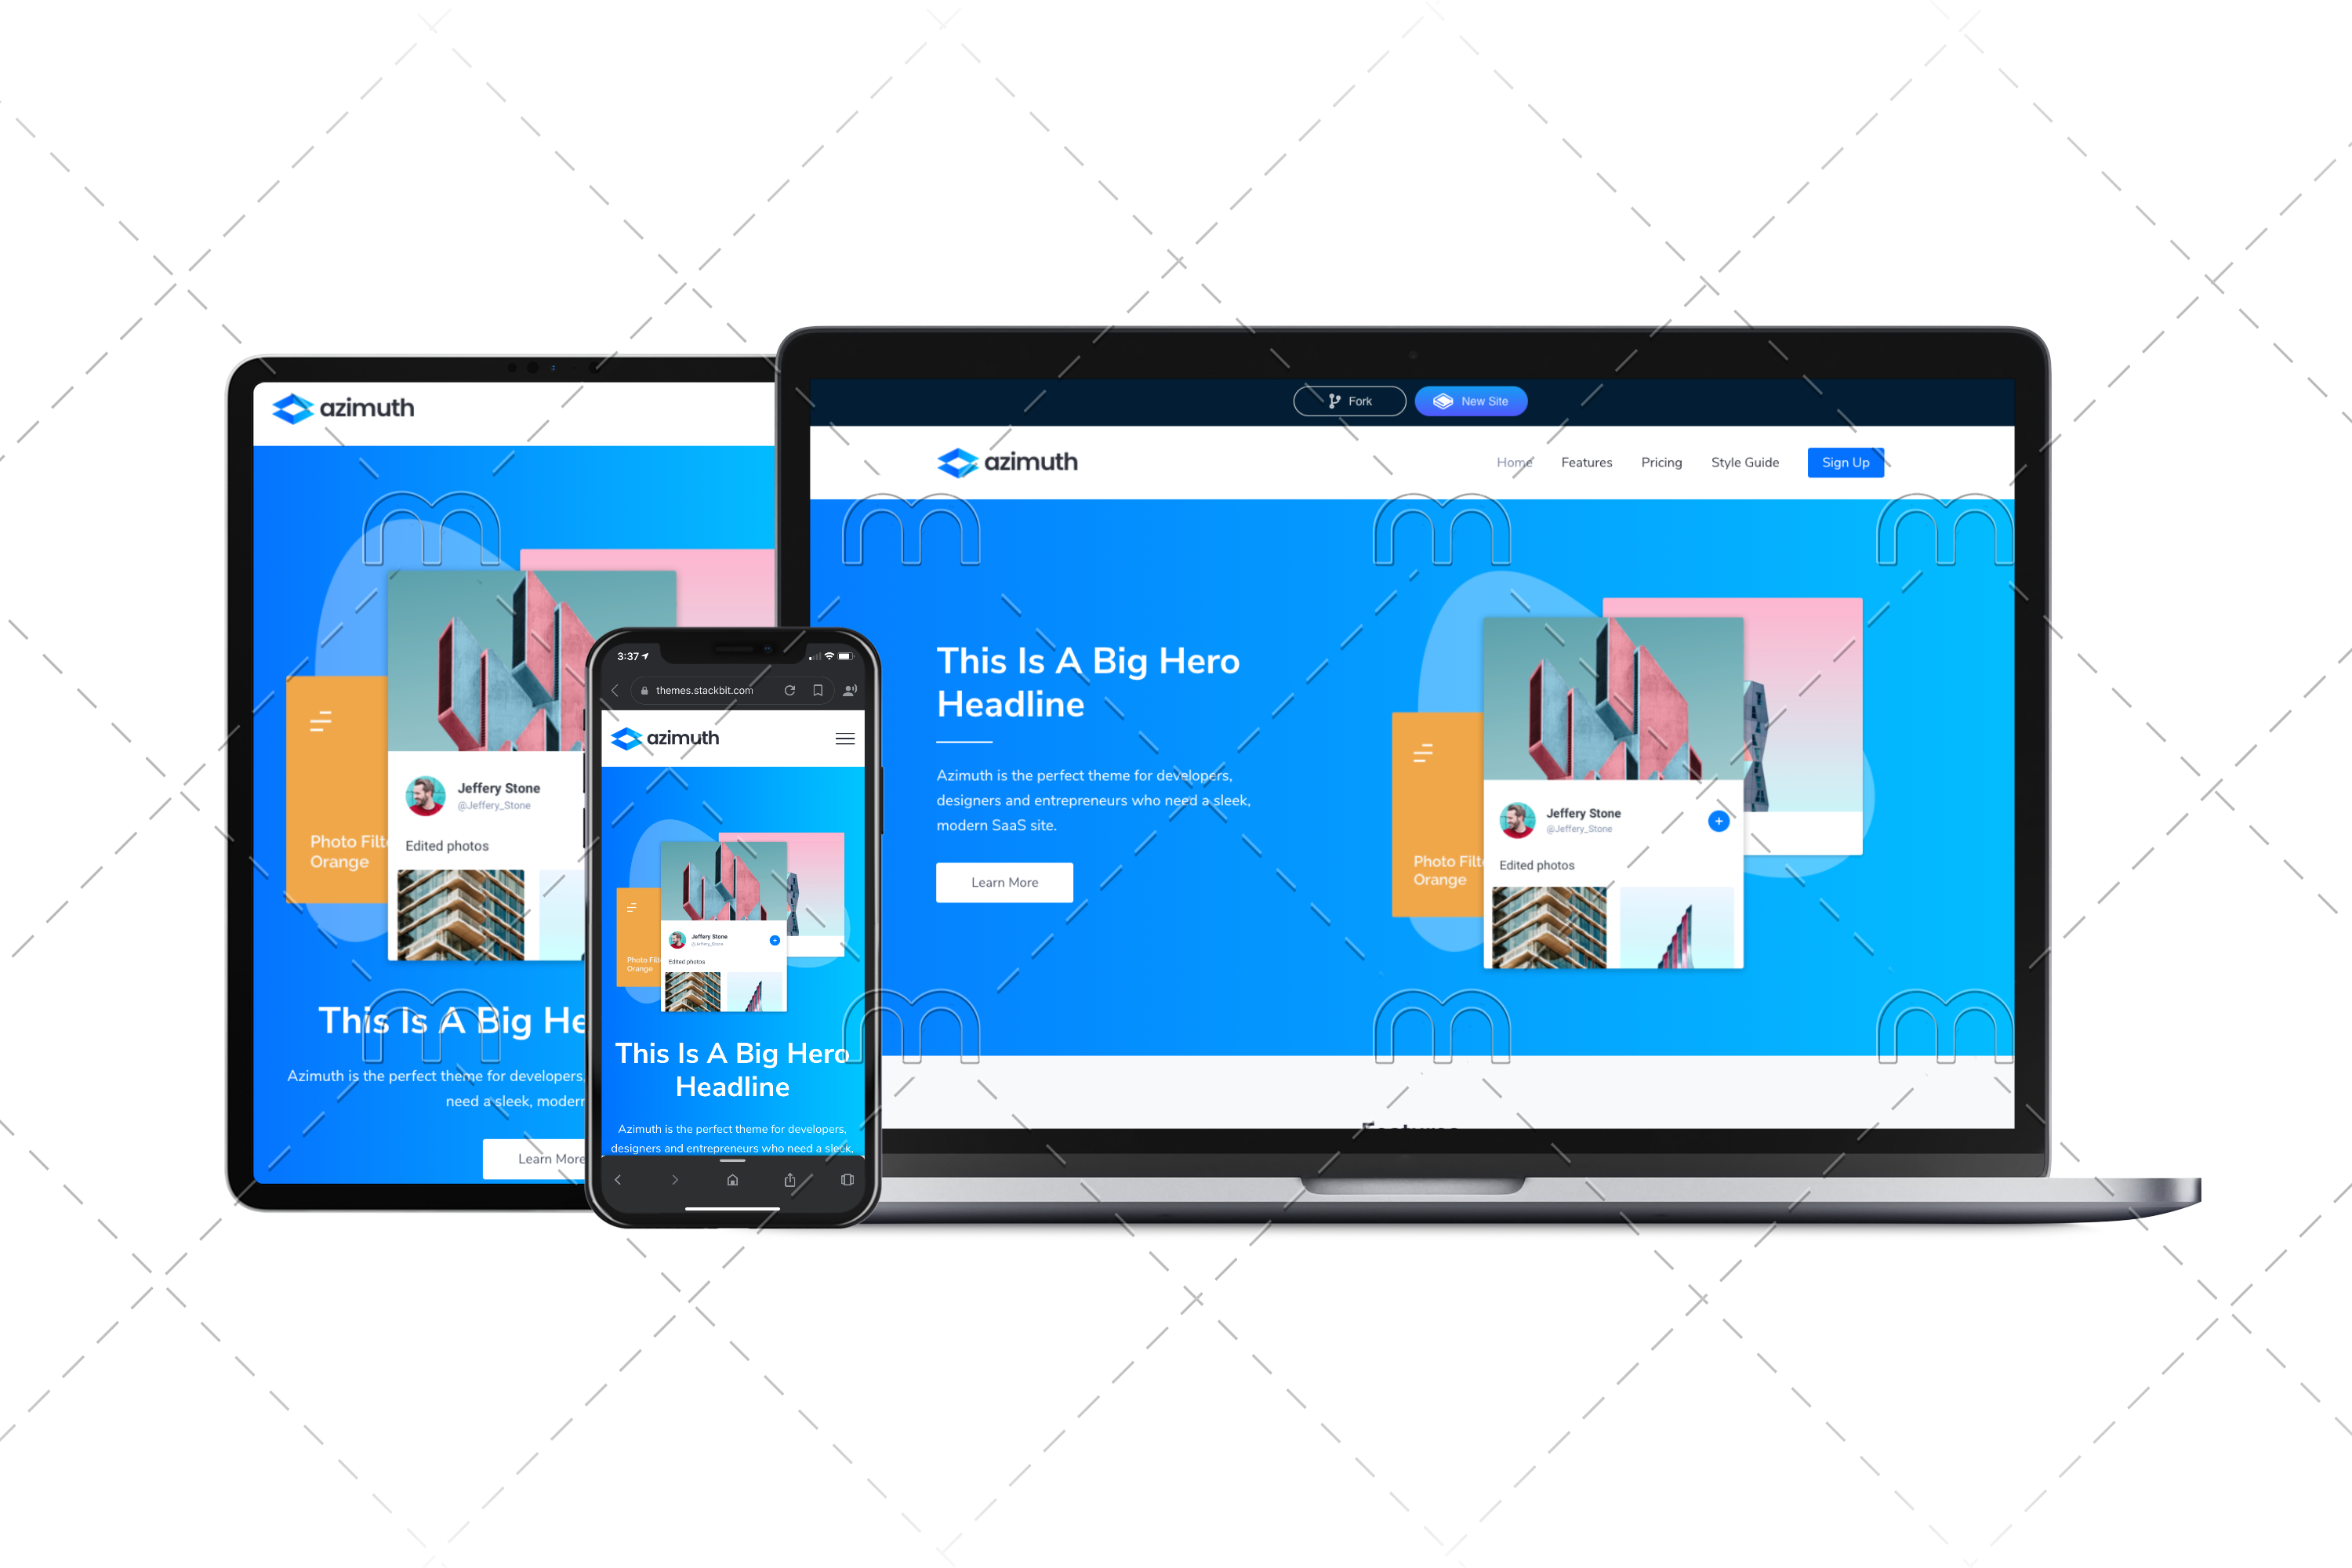 azimuth
Photo Filt
Orange
Jeffery Stone
@Jeffery_Stone
Edited photos
This Is A Big He
Azimuth is the perfect theme for developers,
need a sleek, modern
Learn More
3:37
themes.stackbit.com
azimuth
Photo Filt
Orange
Jeffery Stone
@Jeffery_Stone
Edited photos
This Is A Big Hero
Headline
Azimuth is the perfect theme for developers,
designers and entrepreneurs who need a sleek,
Fork New Site
azimuth Home Features Pricing Style Guide Sign Up
This Is A Big Hero
Headline
Azimuth is the perfect theme for developers,
designers and entrepreneurs who need a sleek,
modern SaaS site.
Learn More
Photo Filt
Orange
Jeffery Stone
@Jeffery_Stone
Edited photos
Features
m m m m
m m m m